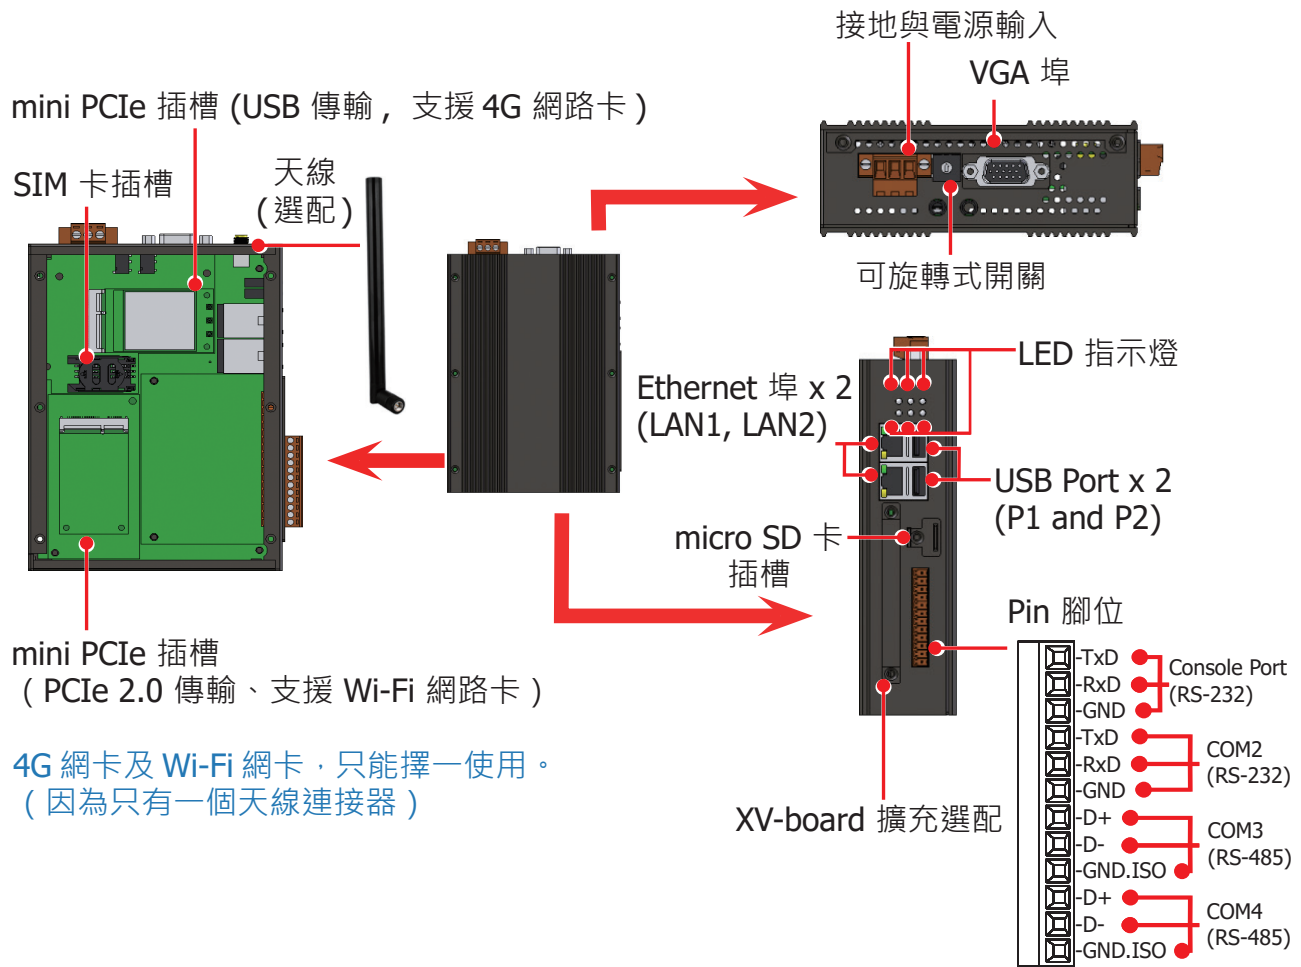 接地與電源輸入
VGA 埠
mini PCIe 插槽 (USB 傳輸, 支援 4G 網路卡)
SIM 卡插槽
天線
(選配)
可旋轉式開關
LED 指示燈
Ethernet 埠 x 2
(LAN1, LAN2)
USB Port x 2
(P1 and P2)
micro SD 卡
插槽
Pin 腳位
mini PCIe 插槽
(PCIe 2.0 傳輸、支援 Wi-Fi 網路卡)
4G 網卡及 Wi-Fi 網卡，只能擇一使用。
(因為只有一個天線連接器)
XV-board 擴充選配
-TxD
-RxD
-GND
Console Port
(RS-232)
-TxD
-RxD
-GND
COM2
(RS-232)
-D+
-D-
-GND.ISO
COM3
(RS-485)
-D+
-D-
-GND.ISO
COM4
(RS-485)